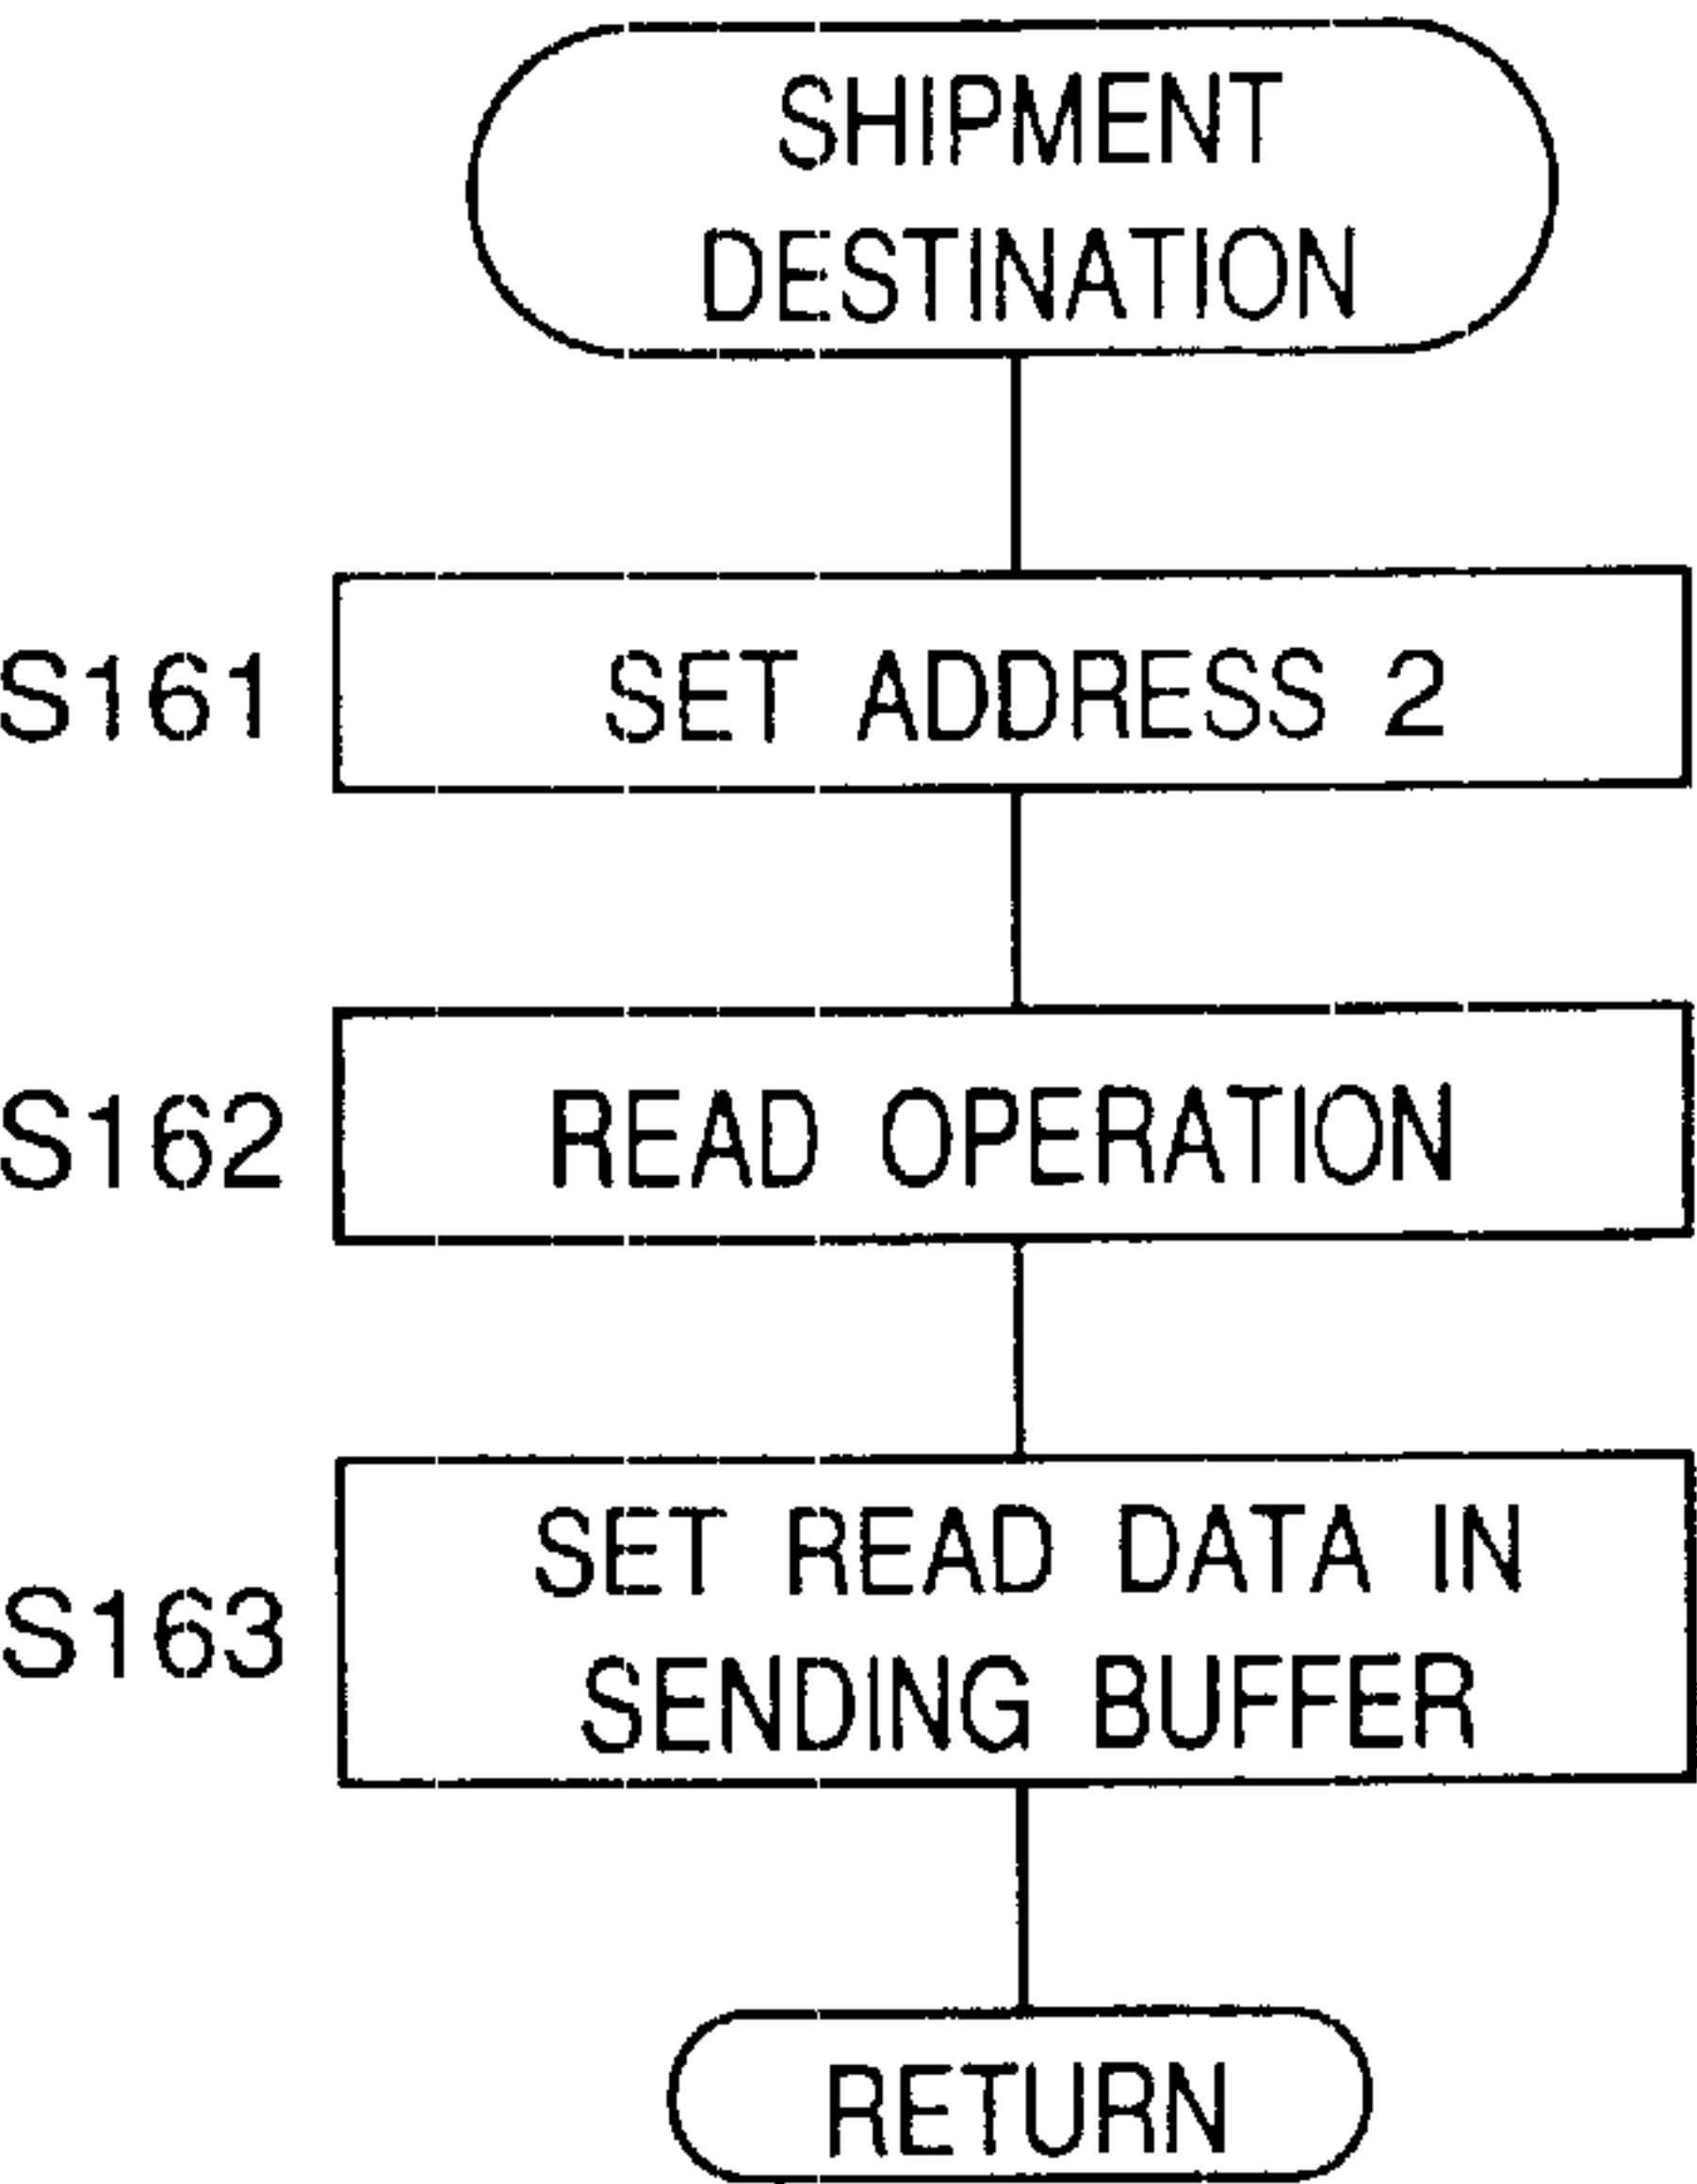 SHIPMENT
DESTINATION
S161 SET ADDRESS 2
S162 READ OPERATION
SET READ DATA IN
S163
SENDING BUFFER
RETURN